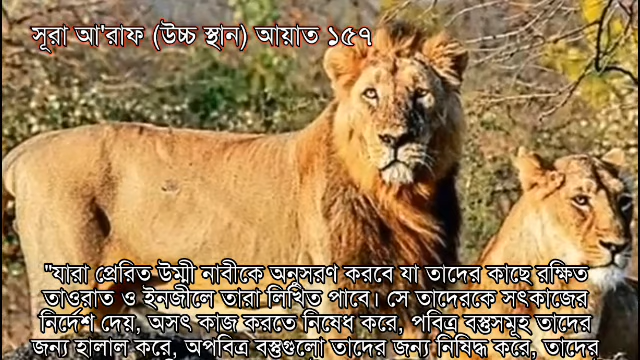 সূরা আ'রাফ (উচ্চ স্থান) আয়াত ১৫৭
"যারা প্রেরিত উম্মী নাবীকে অনুসরণ করবে যা তাদের কাছে রক্ষিত
তাওরাত ও ইনজীলে তারা লিখিত পাবে। সে তাদেরকে সৎকাজের
নির্দেশ দেয়, অসৎ কাজ করতে নিষেধ করে, পবিত্র বস্তুসমূহ তাদের
জন্য হালাল করে, অপবিত্র বস্তুগুলো তাদের জন্য নিষিদ্ধ করে, তাদের